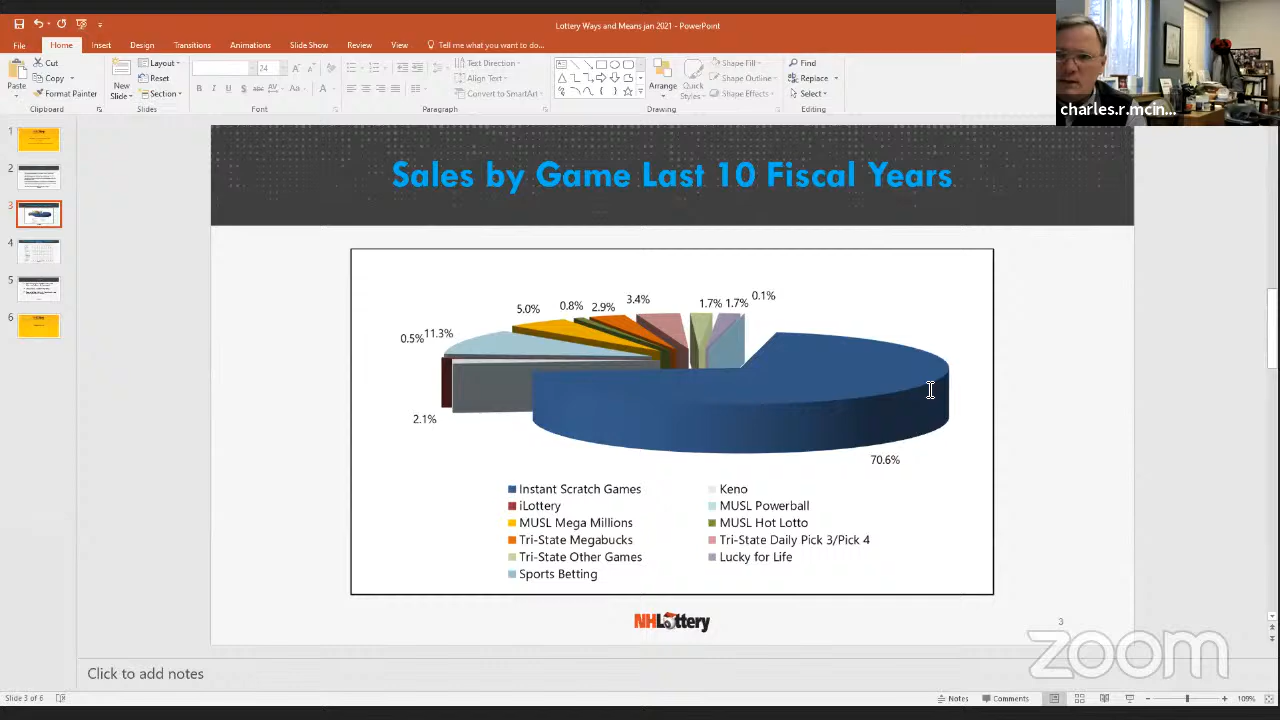 Lottery Ways and Means jan 2021 - PowerPoint
File Home Insert Design Transitions Animations Slide Show Review View Tell me what you want to do...
Cut
Copy
Format Painter
Paste
Clipboard
New
Slide
Layout
Reset
Section
Slides
24
Font
Text Direction
Align Text
Convert to SmartArt
Paragraph
Arrange
Quick
Styles
Shape Fill
Shape Outline
Shape Effects
Drawing
Find
Replace
Select
Editing
charles.r.mcin...
1
2
3
4
5
6
Sales by Game Last 10 Fiscal Years
5.0% 0.8% 2.9% 3.4% 1.7% 1.7% 0.1%
0.5% 11.3%
2.1%
70.6%
Instant Scratch Games Keno
iLottery MUSL Powerball
MUSL Mega Millions MUSL Hot Lotto
Tri-State Megabucks Tri-State Daily Pick 3/Pick 4
Tri-State Other Games Lucky for Life
Sports Betting
NHLottery
3
zoom
Click to add notes
Slide 3 of 6 Notes Comments 109%